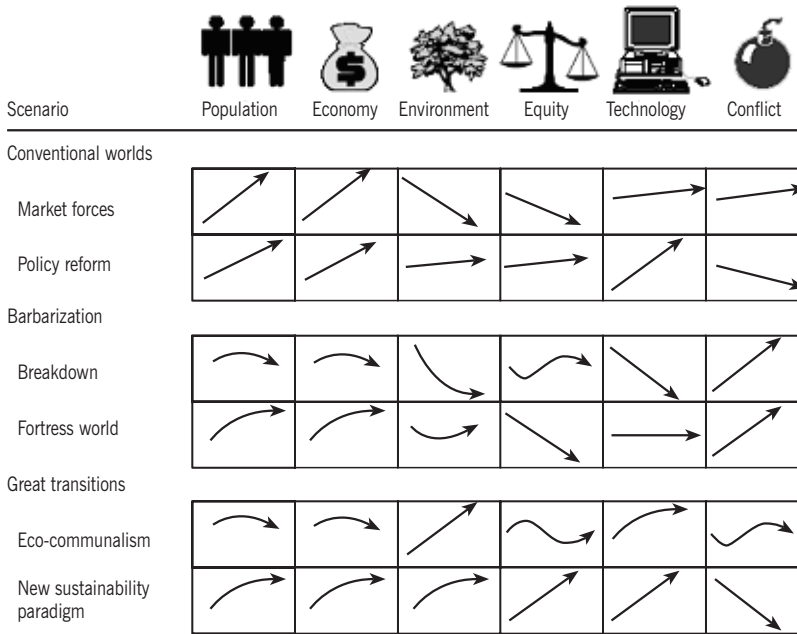 $
Scenario Population Economy Environment Equity Technology Conflict
Conventional worlds
Market forces
Policy reform
Barbarization
Breakdown
Fortress world
Great transitions
Eco-communalism
New sustainability
paradigm